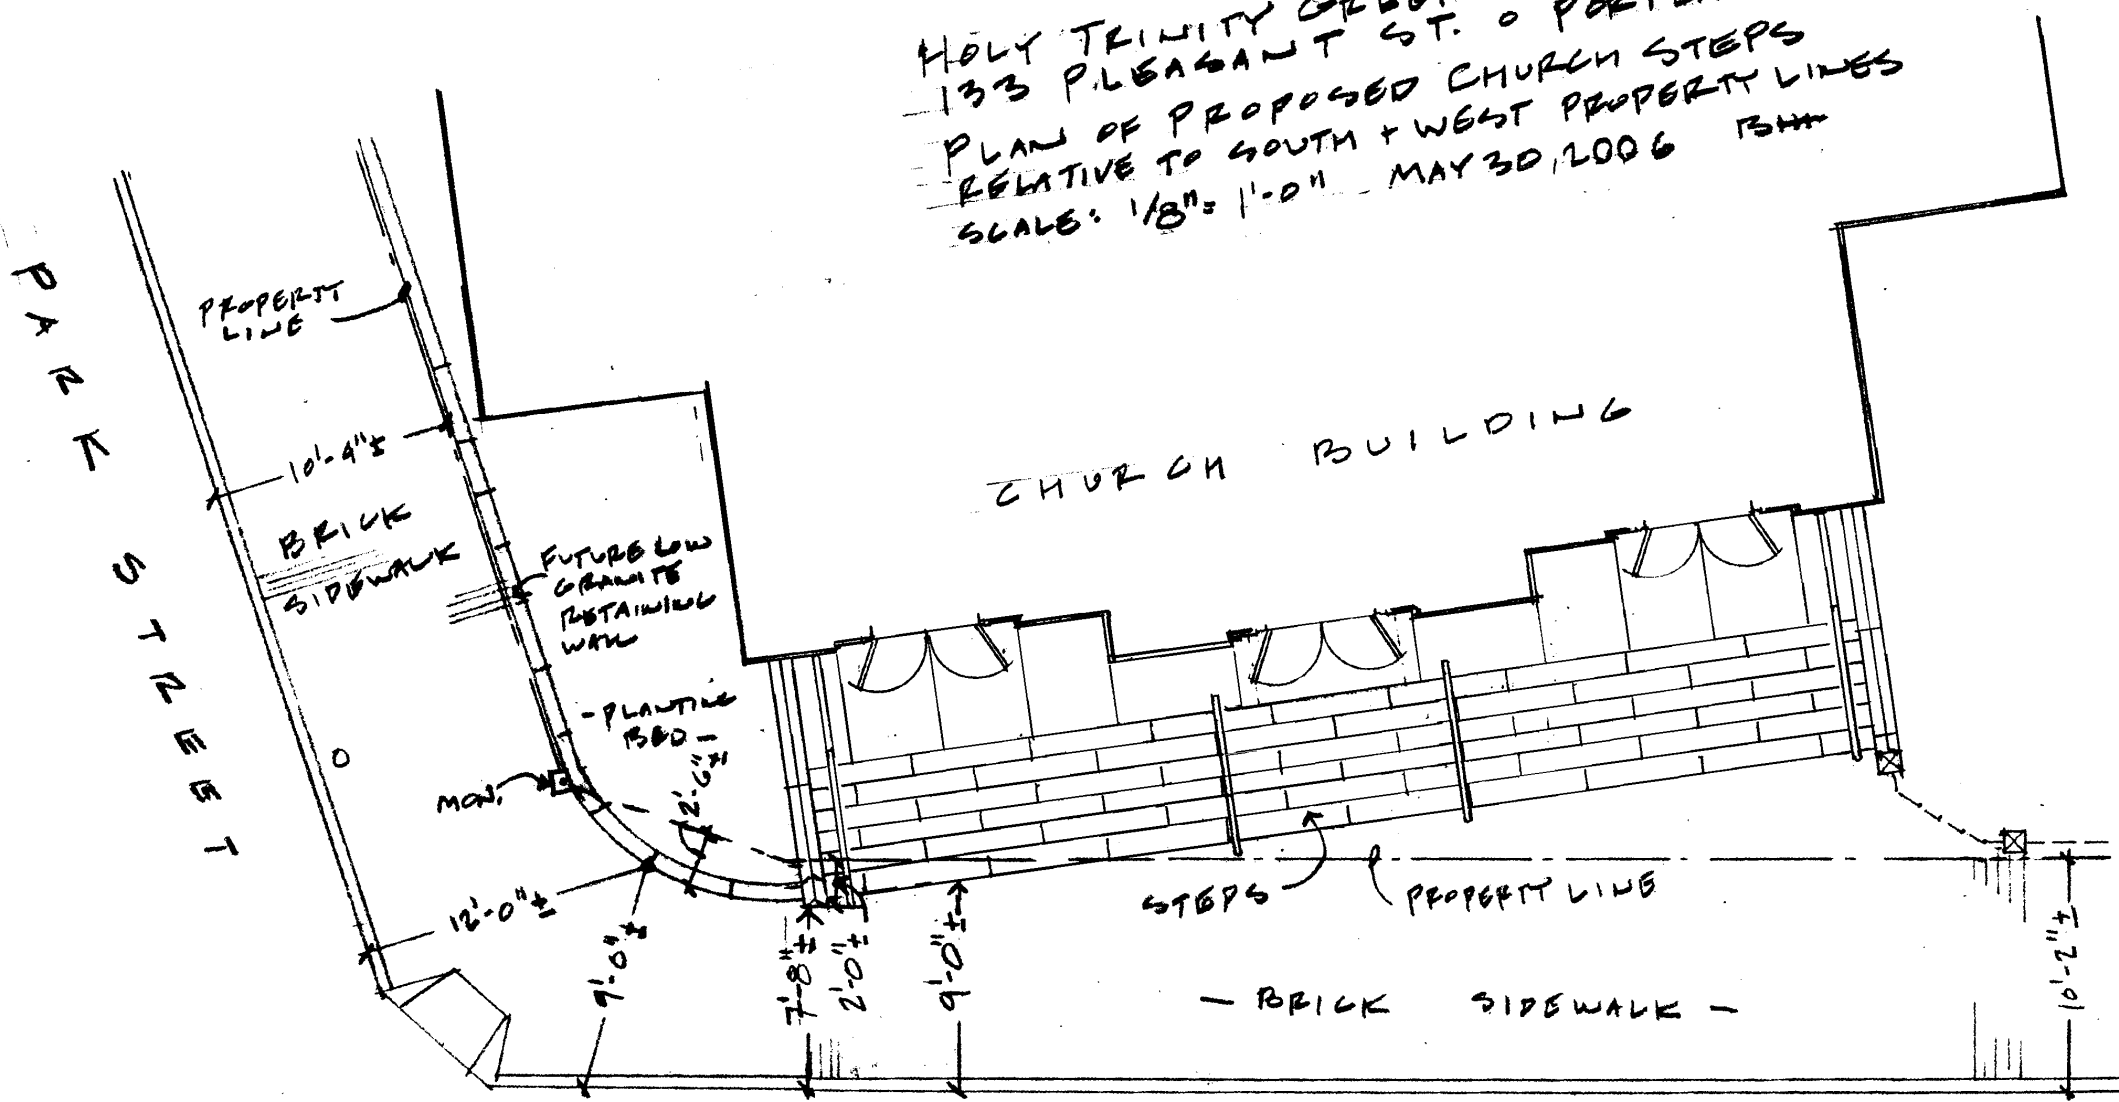 HOLY TRINITY
133 PLEASANT ST. ∘
PLAN OF PROPOSED CHURCH STEPS
RELATIVE TO SOUTH + WEST PROPERTY LINES
SCALE: 1/8" = 1'-0" MAY 30, 2006
PARK STREET
PROPERTY
LINE
10'-4"±
BRICK
SIDEWALK
FUTURE LOW
GRANITE
RETAINING
WALL
- PLANTING
BED -
2'-6"±
MON.
CHURCH BUILDING
12'-0"±
9'-0"±
7'-8"±
2'-0"±
9'-0"±
STEPS
PROPERTY LINE
- BRICK SIDEWALK -
10'-2"±